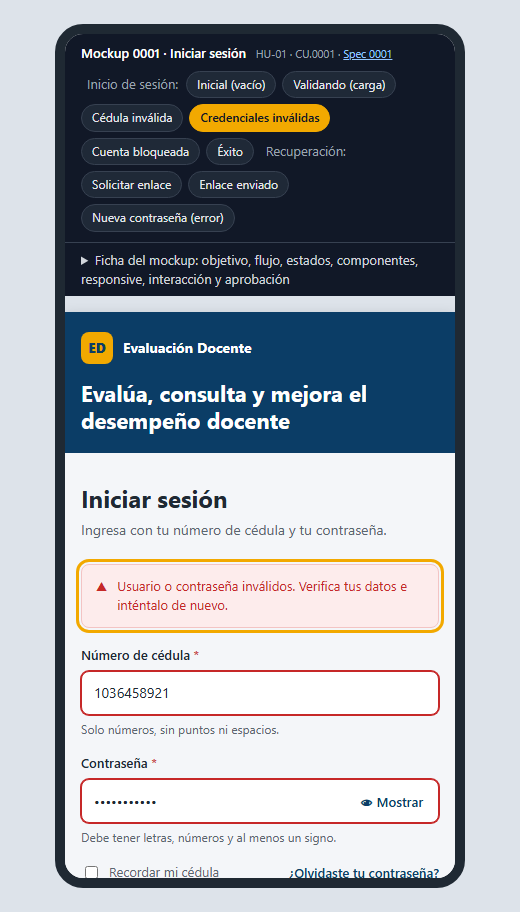 Mockup 0001 · Iniciar sesión HU-01 · CU.0001 · Spec 0001
Inicio de sesión: Inicial (vacío) Validando (carga)
Cédula inválida Credenciales inválidas
Cuenta bloqueada Éxito Recuperación:
Solicitar enlace Enlace enviado
Nueva contraseña (error)
▶ Ficha del mockup: objetivo, flujo, estados, componentes,
responsive, interacción y aprobación
ED Evaluación Docente
Evalúa, consulta y mejora el
desempeño docente
Iniciar sesión
Ingresa con tu número de cédula y tu contraseña.
▲ Usuario o contraseña inválidos. Verifica tus datos e
inténtalo de nuevo.
Número de cédula *
1036458921
Solo números, sin puntos ni espacios.
Contraseña *
••••••••••• Mostrar
Debe tener letras, números y al menos un signo.
Recordar mi cédula ¿Olvidaste tu contraseña?